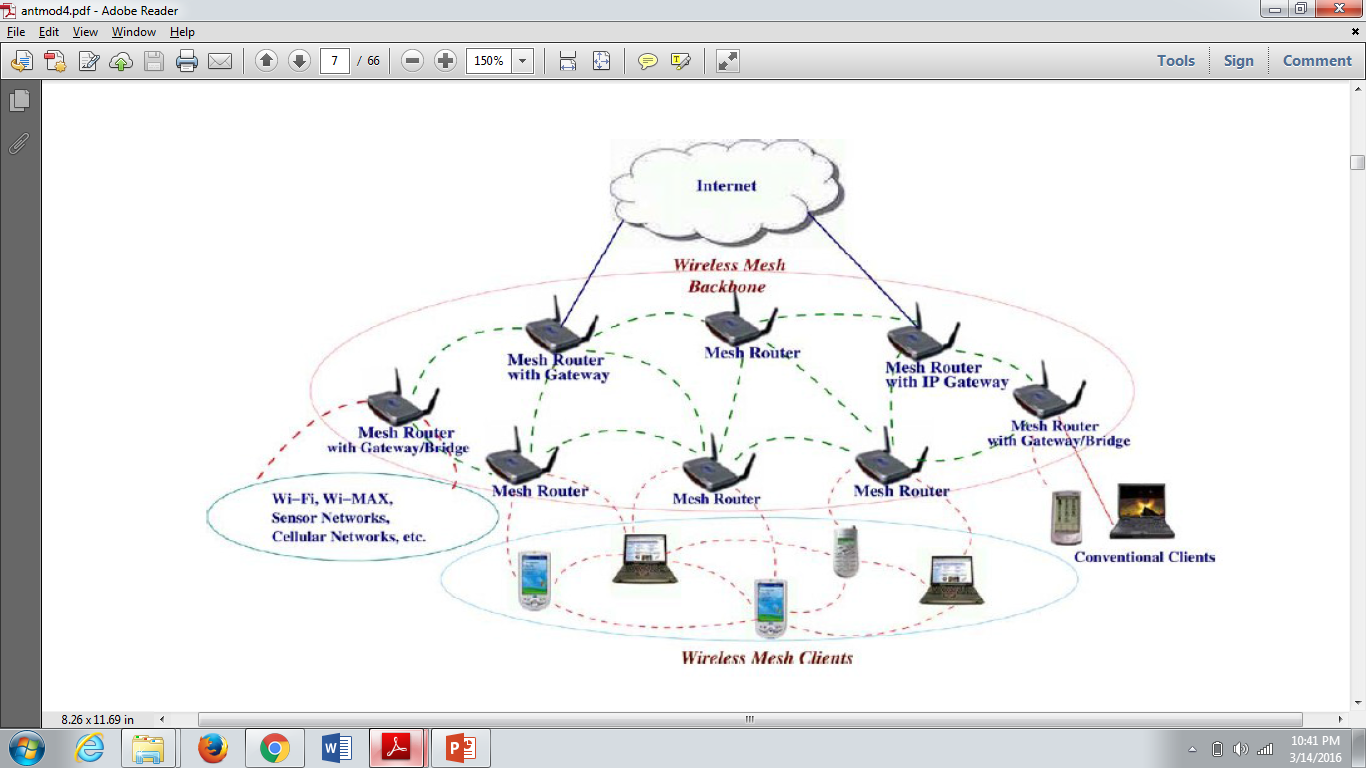 antmod4.pdf - Adobe Reader
File Edit View Window Help
7 / 66 150% Tools Sign Comment
Internet
Wireless Mesh
Backbone
Mesh Router
with Gateway
Mesh Router
Mesh Router
with IP Gateway
Mesh Router
with Gateway/Bridge
Mesh Router
with Gateway/Bridge
Mesh Router
Mesh Router
Mesh Router
Wi-Fi, Wi-MAX,
Sensor Networks,
Cellular Networks, etc.
Conventional Clients
Wireless Mesh Clients
8.26 x 11.69 in
10:41 PM
3/14/2016